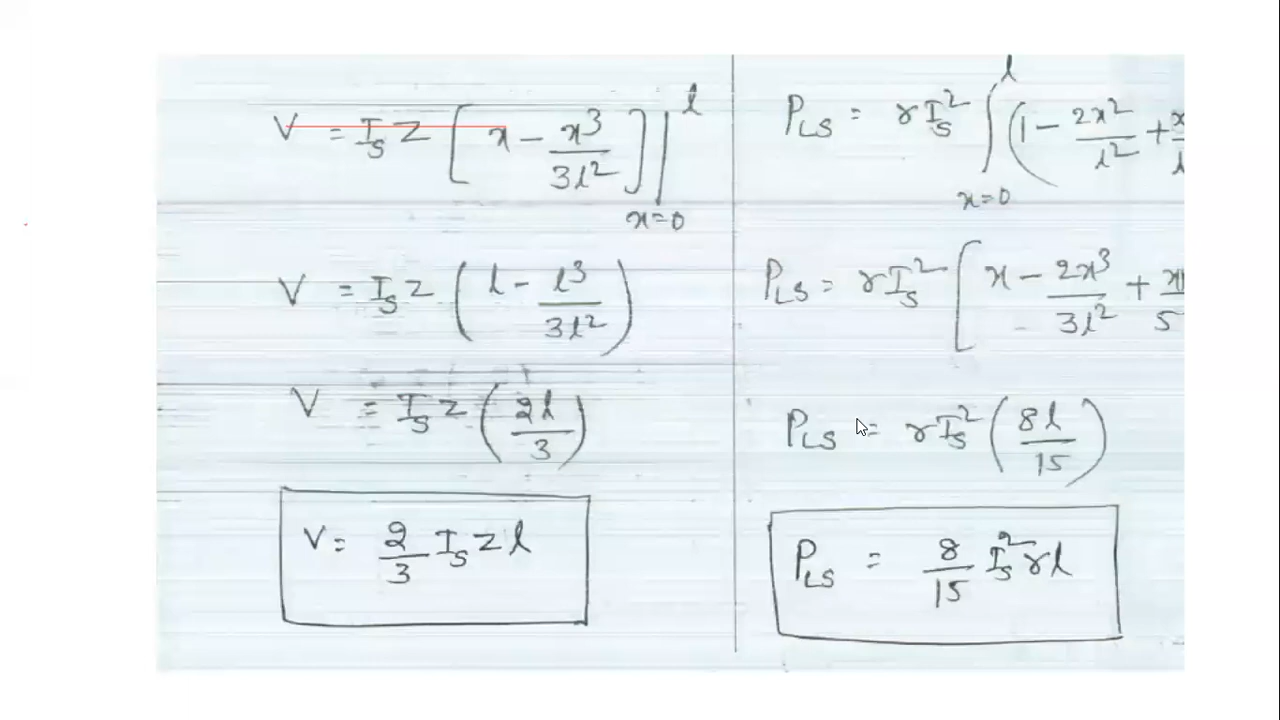 V = I_S z [x - x³/3l²] |_{x=0}^{l}
V = I_S z (l - l³/3l²)
V = I_S z (2l/3)
V = 2/3 I_S z l
P_LS = r I_S² ∫_{x=0}^{l} (1 - 2x²/l² + x/l
P_LS = r I_S² [x - 2x³/3l² + x/5
P_LS = r I_S² (8l/15)
P_LS = 8/15 I_S² r l